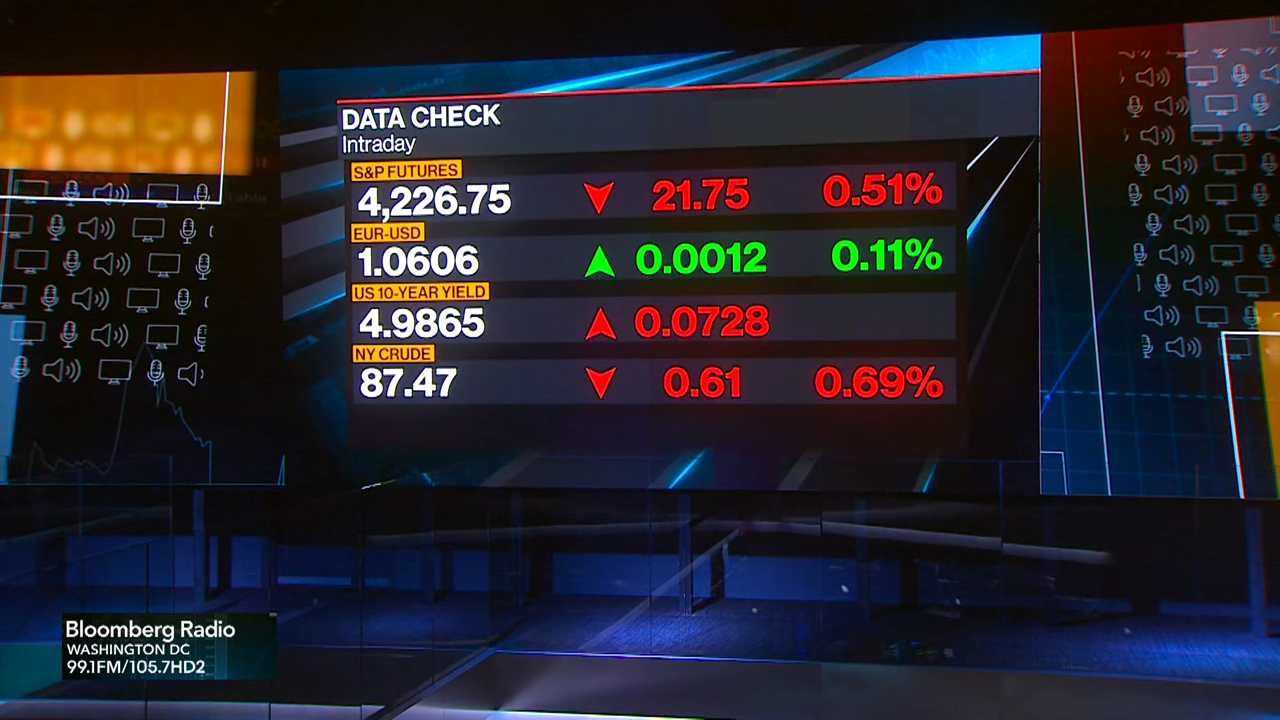 DATA CHECK
Intraday
S&P FUTURES
4,226.75 ▼ 21.75 0.51%
EUR-USD
1.0606 ▲ 0.0012 0.11%
US 10-YEAR YIELD
4.9865 ▲ 0.0728
NY CRUDE
87.47 ▼ 0.61 0.69%
Bloomberg Radio
WASHINGTON DC
99.1FM/105.7HD2